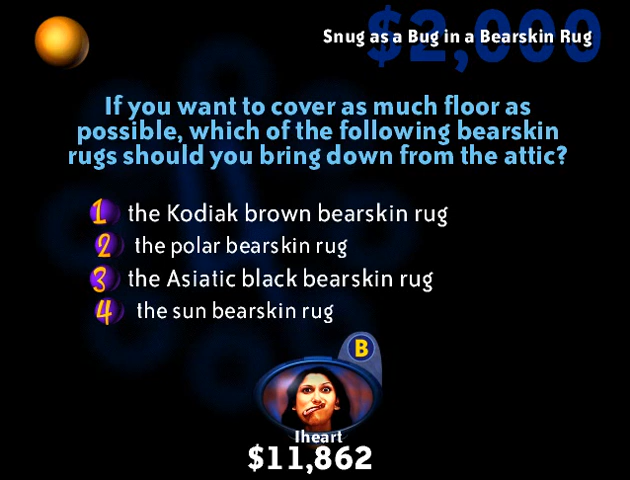 $2,000
Snug as a Bug in a Bearskin Rug
If you want to cover as much floor as
possible, which of the following bearskin
rugs should you bring down from the attic?
1 the Kodiak brown bearskin rug
2 the polar bearskin rug
3 the Asiatic black bearskin rug
4 the sun bearskin rug
B
Iheart
$11,862